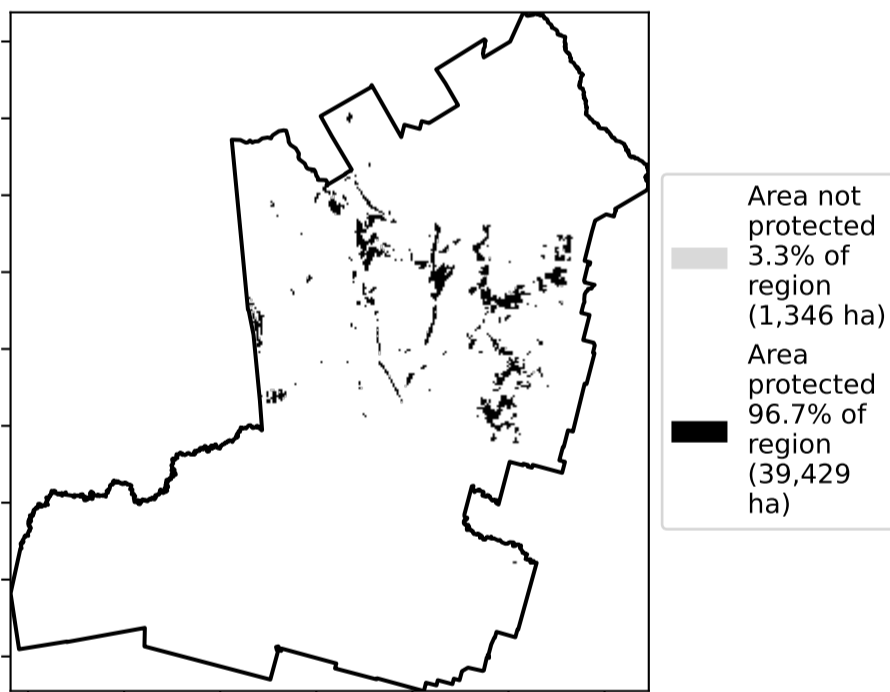 Area not
protected
3.3% of
region
(1,346 ha)
Area
protected
96.7% of
region
(39,429
ha)